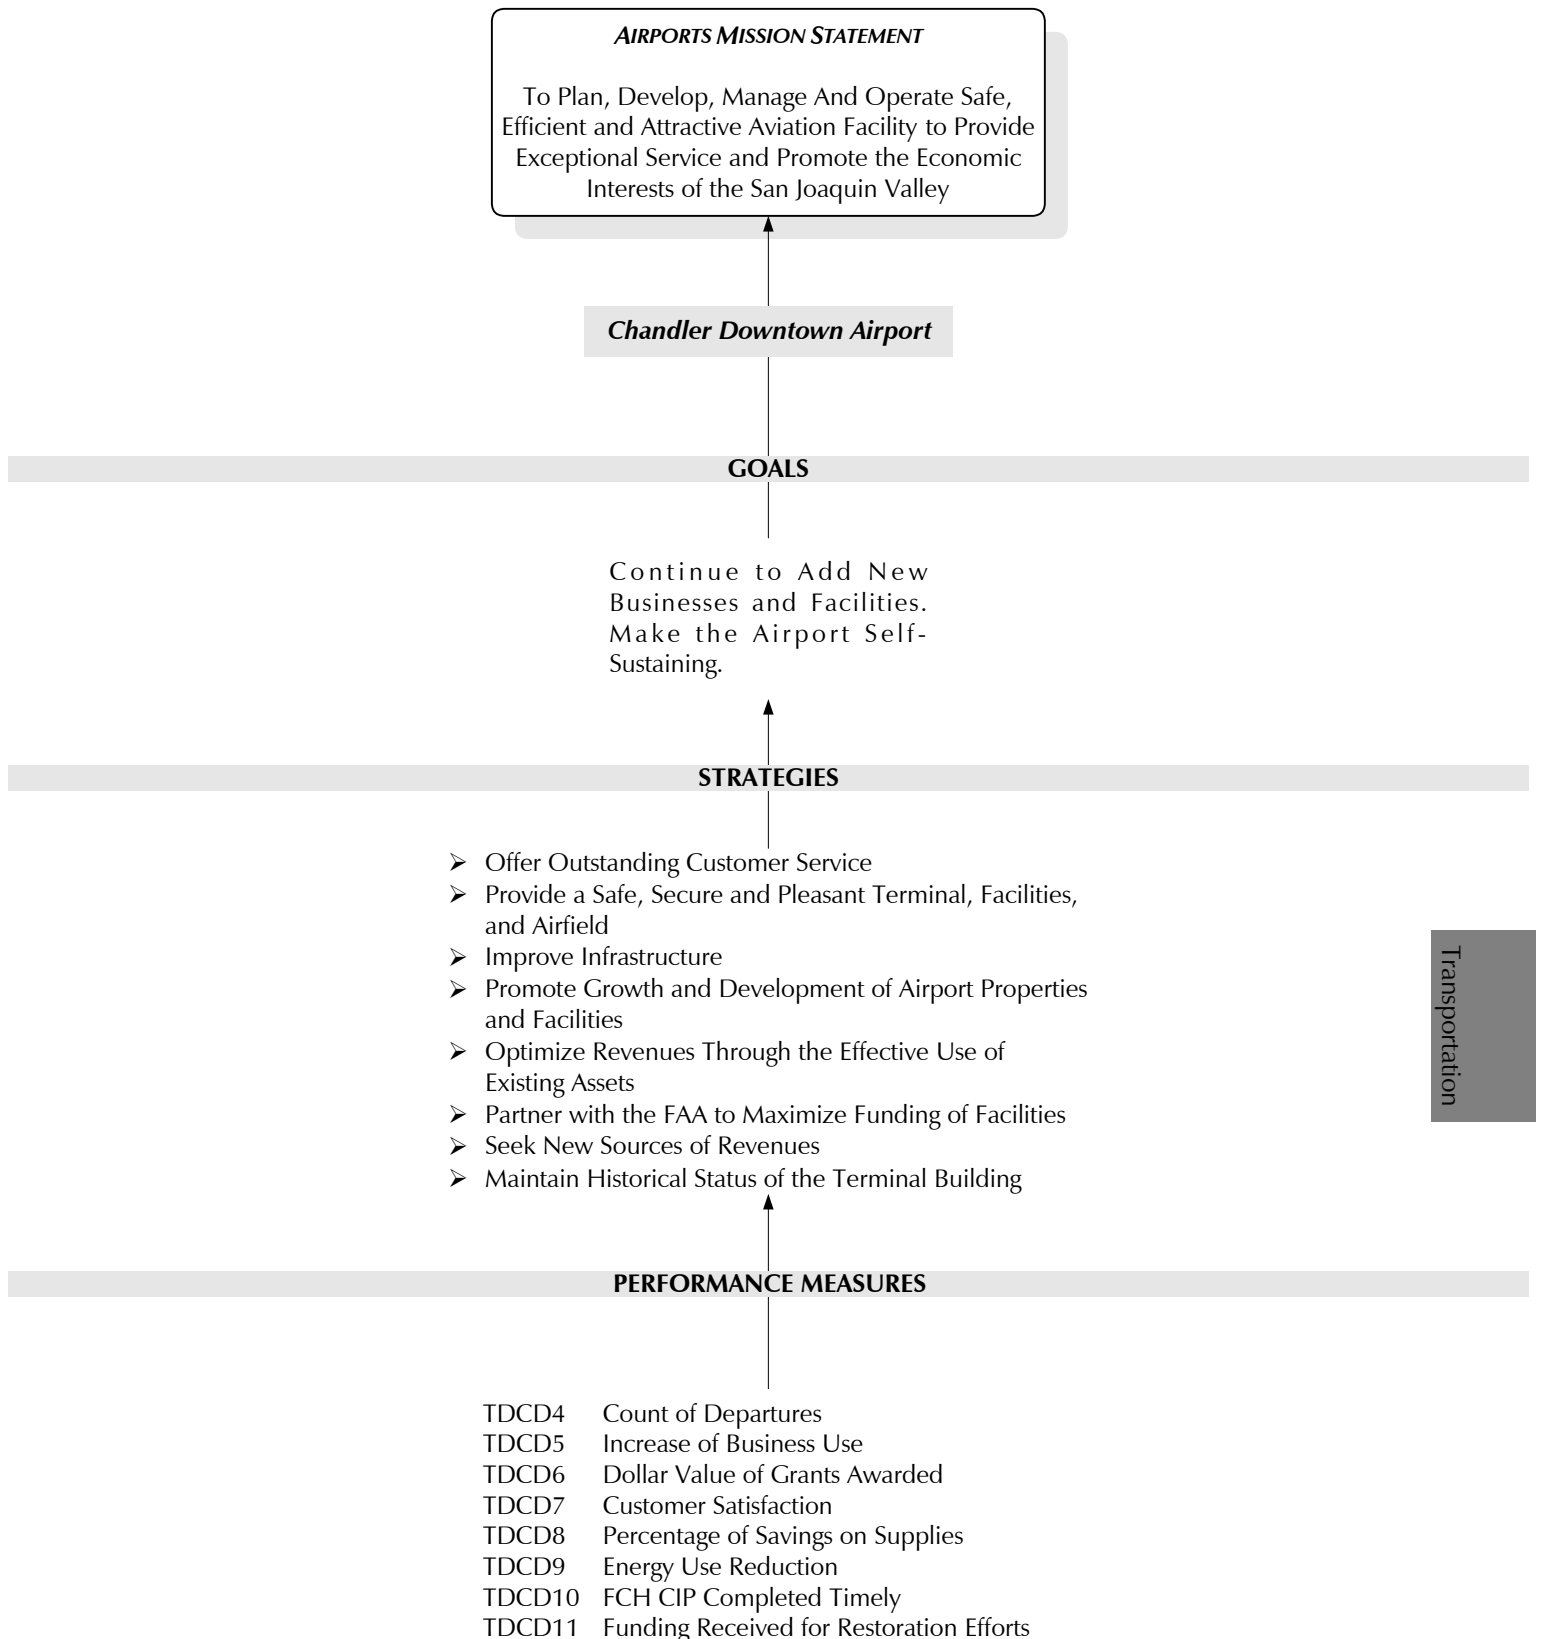 AIRPORTS MISSION STATEMENT
To Plan, Develop, Manage And Operate Safe,
Efficient and Attractive Aviation Facility to Provide
Exceptional Service and Promote the Economic
Interests of the San Joaquin Valley
Chandler Downtown Airport
GOALS
Continue to Add New
Businesses and Facilities.
Make the Airport Self-
Sustaining.
STRATEGIES
➢ Offer Outstanding Customer Service
➢ Provide a Safe, Secure and Pleasant Terminal, Facilities,
and Airfield
➢ Improve Infrastructure
➢ Promote Growth and Development of Airport Properties
and Facilities
➢ Optimize Revenues Through the Effective Use of
Existing Assets
➢ Partner with the FAA to Maximize Funding of Facilities
➢ Seek New Sources of Revenues
➢ Maintain Historical Status of the Terminal Building
Transportation
PERFORMANCE MEASURES
TDCD4 Count of Departures
TDCD5 Increase of Business Use
TDCD6 Dollar Value of Grants Awarded
TDCD7 Customer Satisfaction
TDCD8 Percentage of Savings on Supplies
TDCD9 Energy Use Reduction
TDCD10 FCH CIP Completed Timely
TDCD11 Funding Received for Restoration Efforts